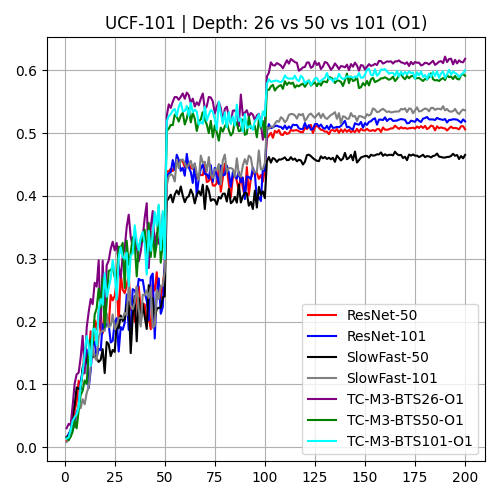 UCF-101 | Depth: 26 vs 50 vs 101 (O1)
0.6
0.5
0.4
0.3
0.2
0.1
0.0
ResNet-50
ResNet-101
SlowFast-50
SlowFast-101
TC-M3-BTS26-O1
TC-M3-BTS50-O1
TC-M3-BTS101-O1
0 25 50 75 100 125 150 175 200